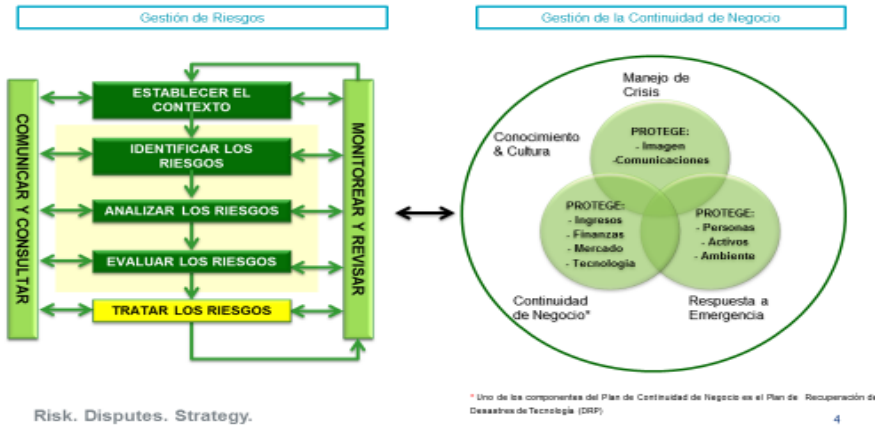 Gestión de Riesgos
Gestión de la Continuidad de Negocio
COMUNICAR Y CONSULTAR
ESTABLECER EL
CONTEXTO
IDENTIFICAR LOS
RIESGOS
ANALIZAR LOS RIESGOS
EVALUAR LOS RIESGOS
TRATAR LOS RIESGOS
MONITOREAR Y REVISAR
Manejo de
Crisis
Conocimiento
& Cultura
PROTEGE:
- Imagen
-Comunicaciones
PROTEGE:
- Ingresos
- Finanzas
- Mercado
- Tecnología
PROTEGE:
- Personas
- Activos
- Ambiente
Continuidad
de Negocio*
Respuesta a
Emergencia
* Uno de los componentes del Plan de Continuidad de Negocio es el Plan de Recuperación de
Desastres de Tecnología (DRP)
Risk. Disputes. Strategy.
4